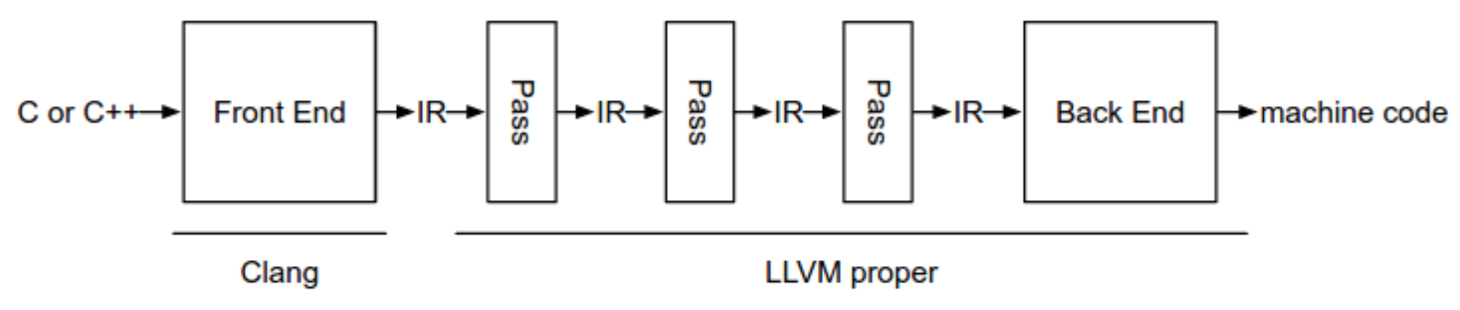 C or C++
Front End
IR
Pass
IR
Pass
IR
Pass
IR
Back End
machine code
Clang
LLVM proper